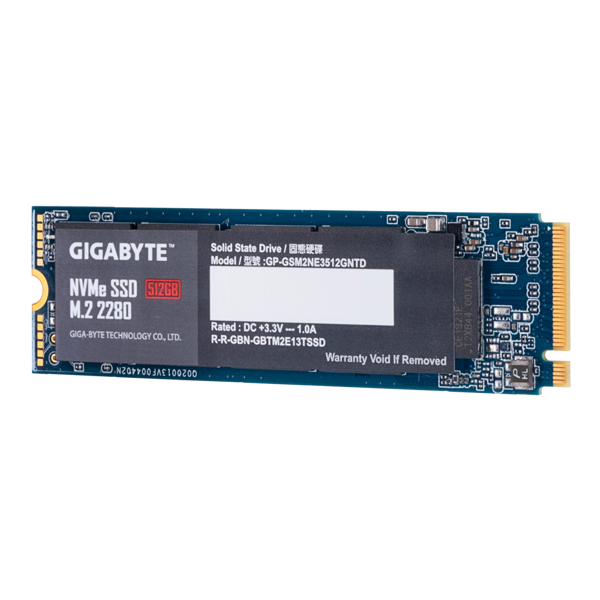 GIGABYTE™
NVMe SSD 512GB
M.2 2280
GIGA-BYTE TECHNOLOGY CO., LTD.
Solid State Drive / 固態硬碟
Model / 型號 :GP-GSM2NE3512GNTD
Rated : DC +3.3V --- 1.0A
R-R-GBN-GBTM2E13TSSD
Warranty Void If Removed